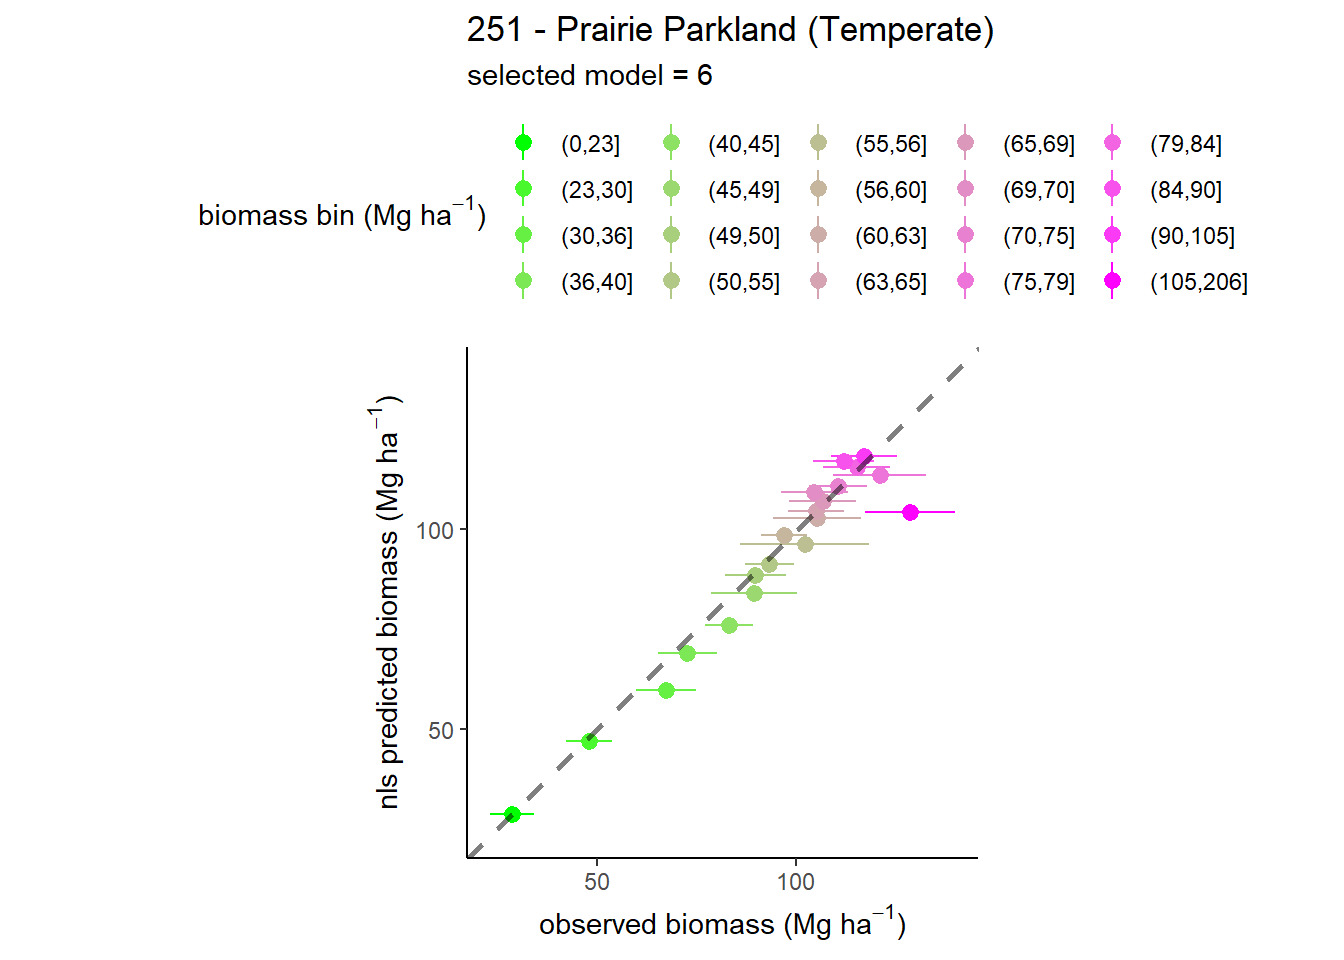 251 - Prairie Parkland (Temperate)
selected model = 6
biomass bin (Mg ha⁻¹)
(0,23] (40,45] (55,56] (65,69] (79,84]
(23,30] (45,49] (56,60] (69,70] (84,90]
(30,36] (49,50] (60,63] (70,75] (90,105]
(36,40] (50,55] (63,65] (75,79] (105,206]
nls predicted biomass (Mg ha⁻¹)
100
50
50 100
observed biomass (Mg ha⁻¹)